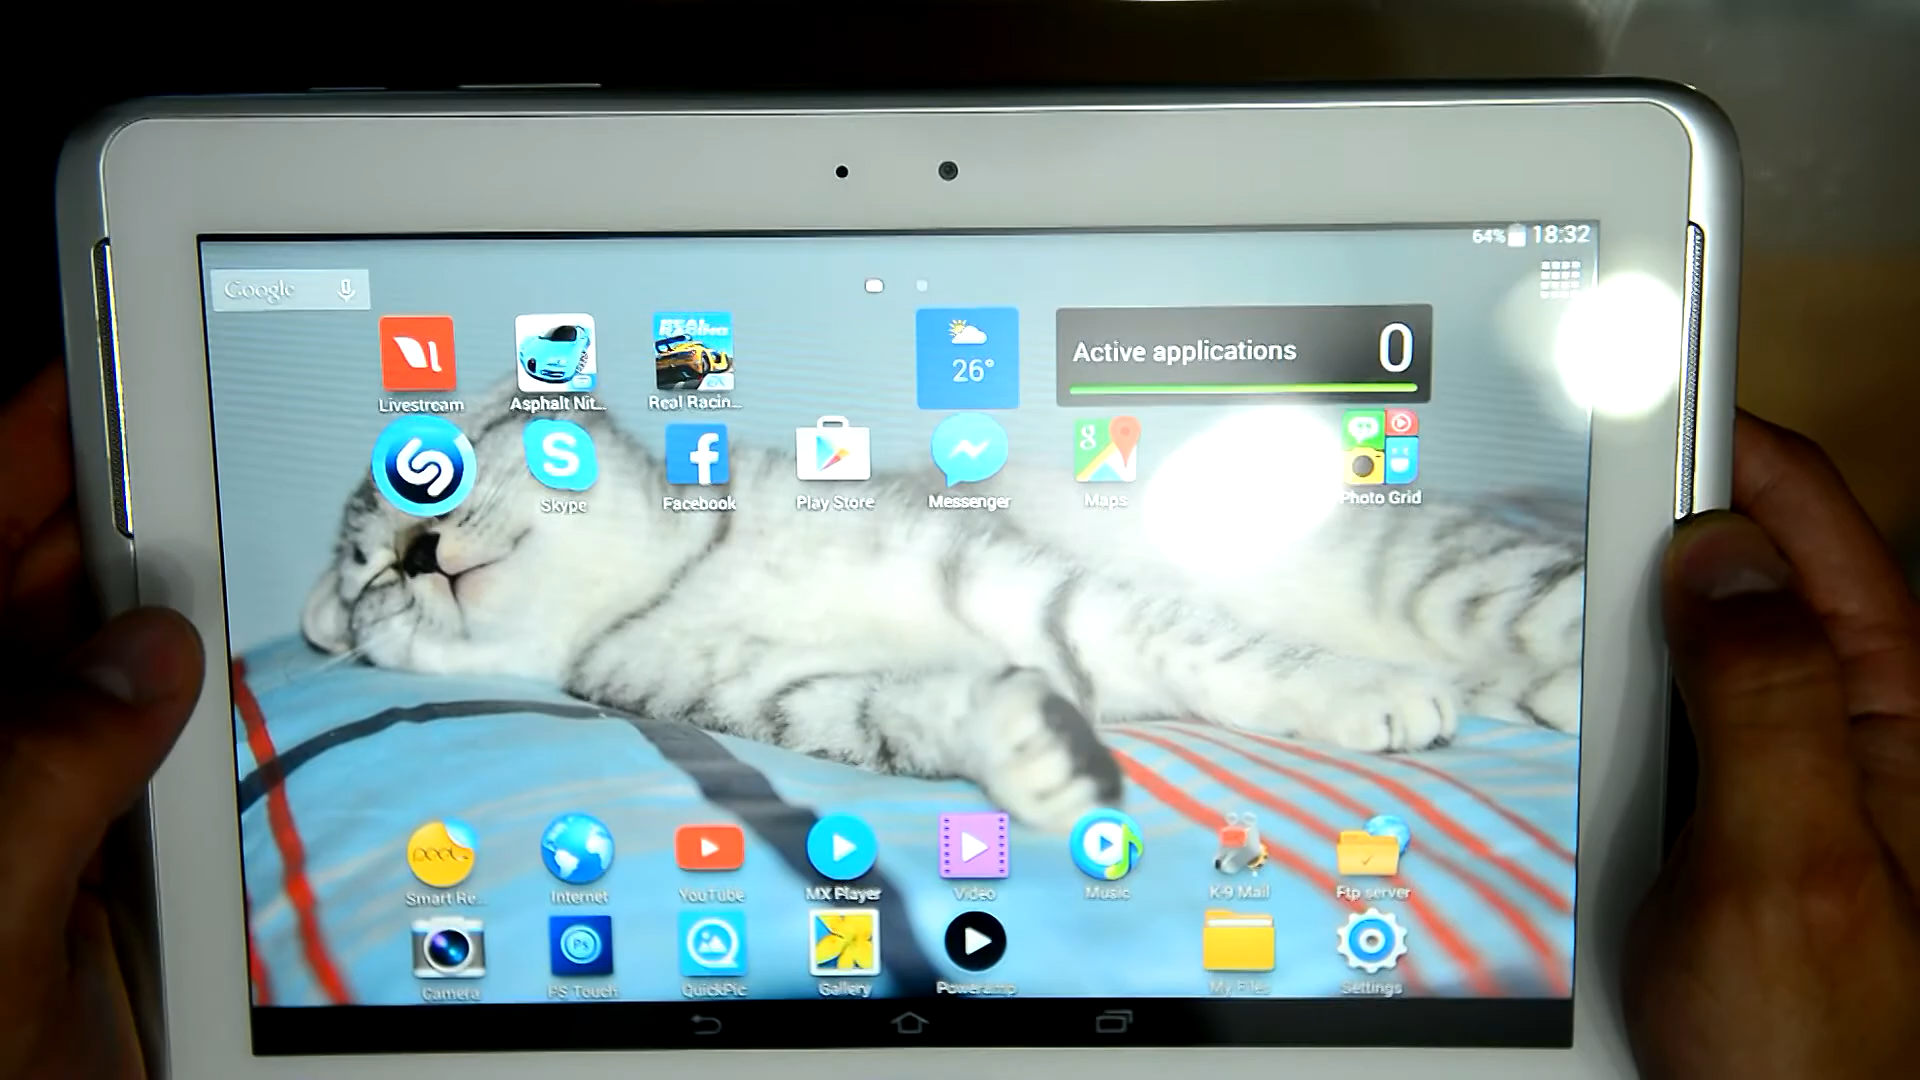 64% 18:32
Google
Active applications 0
26°
Livestream
Asphalt Nit...
Real Racin...
Skype
Facebook
Play Store
Messenger
Maps
Photo Grid
Smart Re...
Internet
YouTube
MX Player
Video
Music
K-9 Mail
Ftp server
Camera
PS Touch
QuickPic
Gallery
Poweramp
My Files
Settings